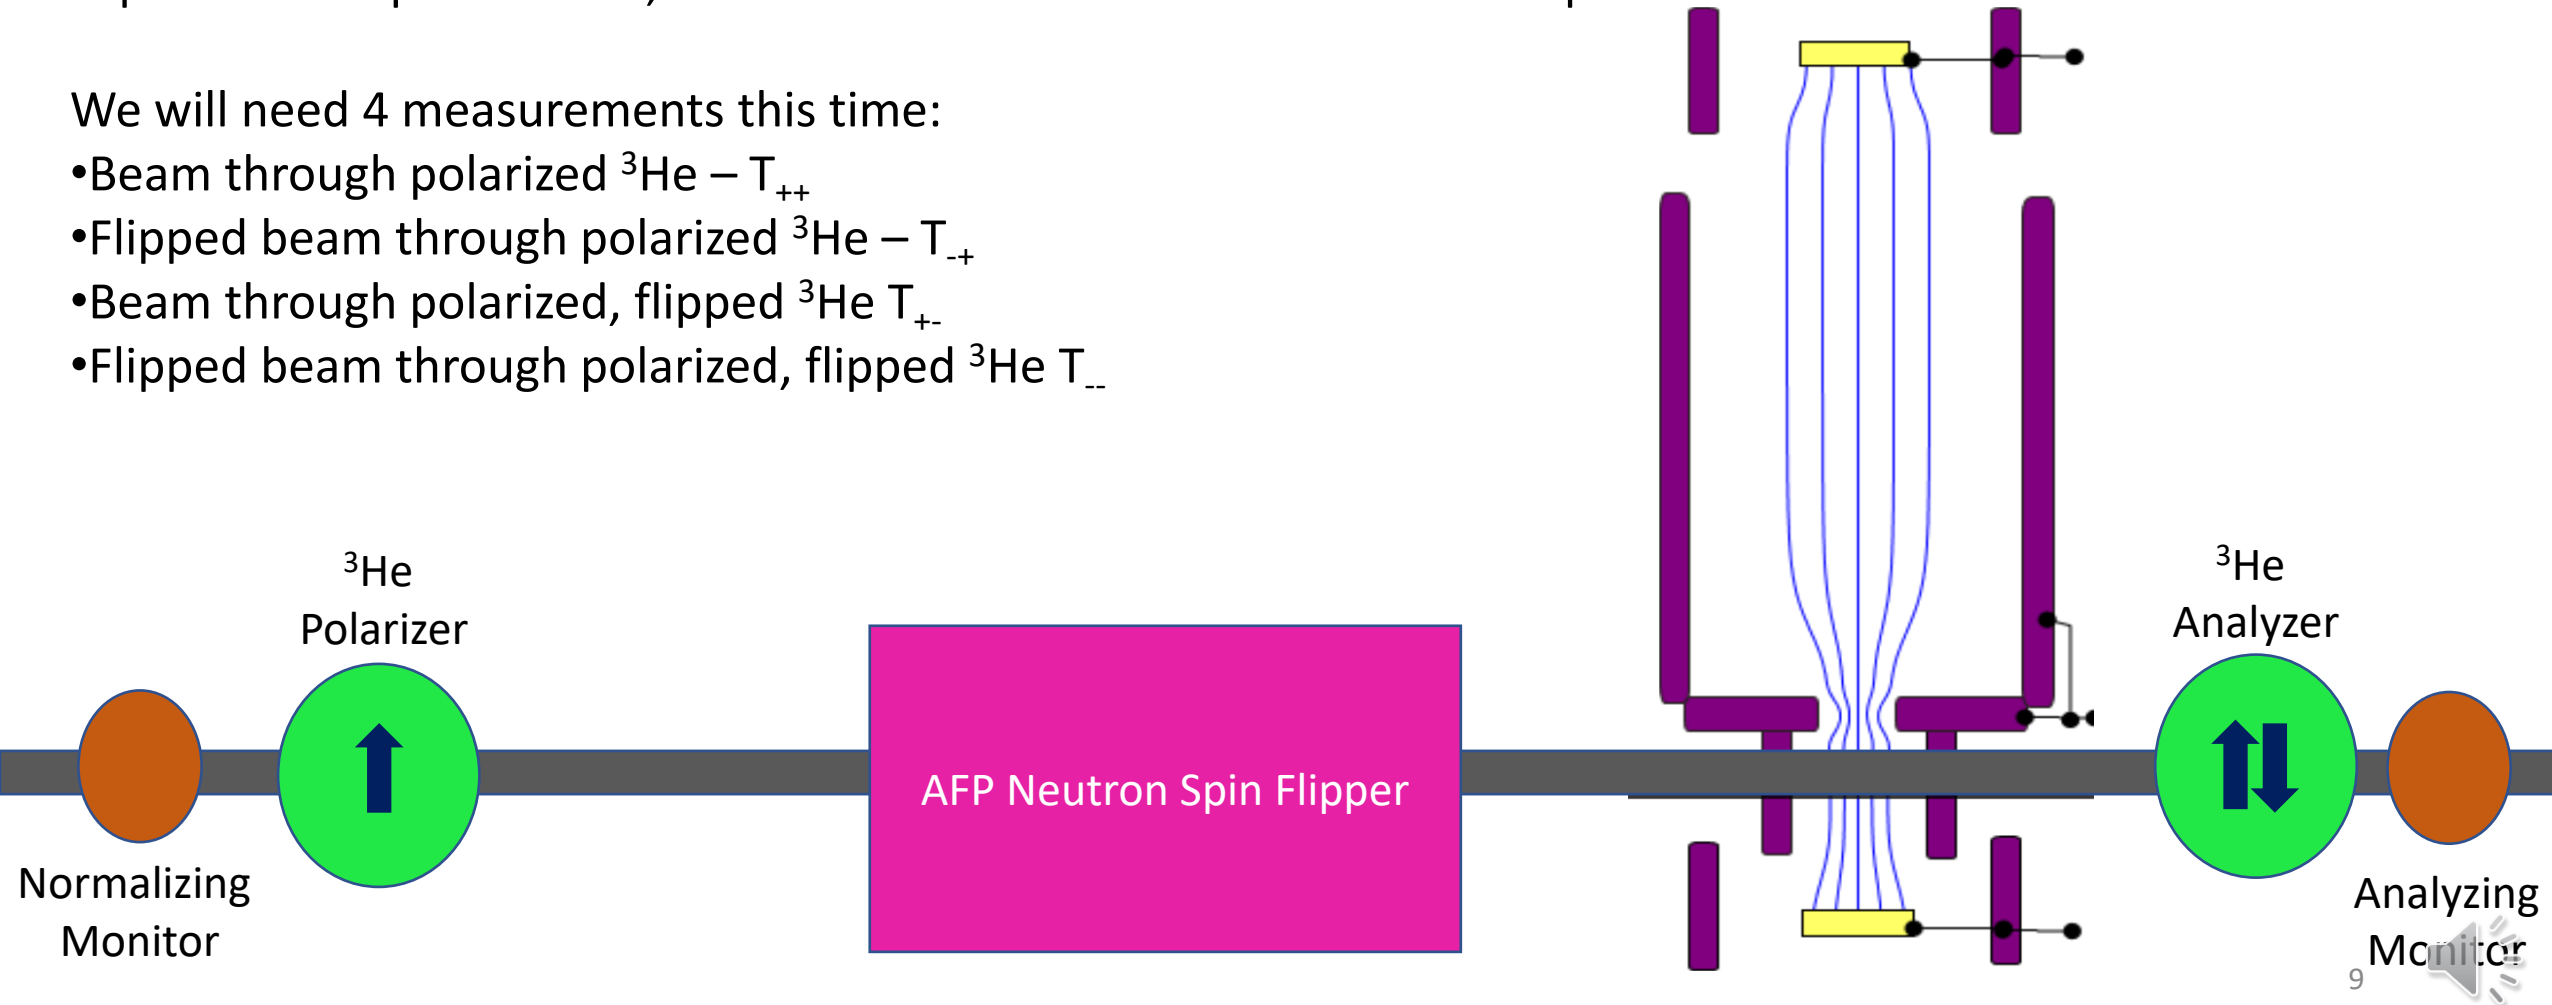 We will need 4 measurements this time:
•Beam through polarized ³He – T₊₊
•Flipped beam through polarized ³He – T₋₊
•Beam through polarized, flipped ³He T₊₋
•Flipped beam through polarized, flipped ³He T₋₋
³He
Polarizer
³He
Analyzer
AFP Neutron Spin Flipper
Normalizing
Monitor
Analyzing
Monitor
9